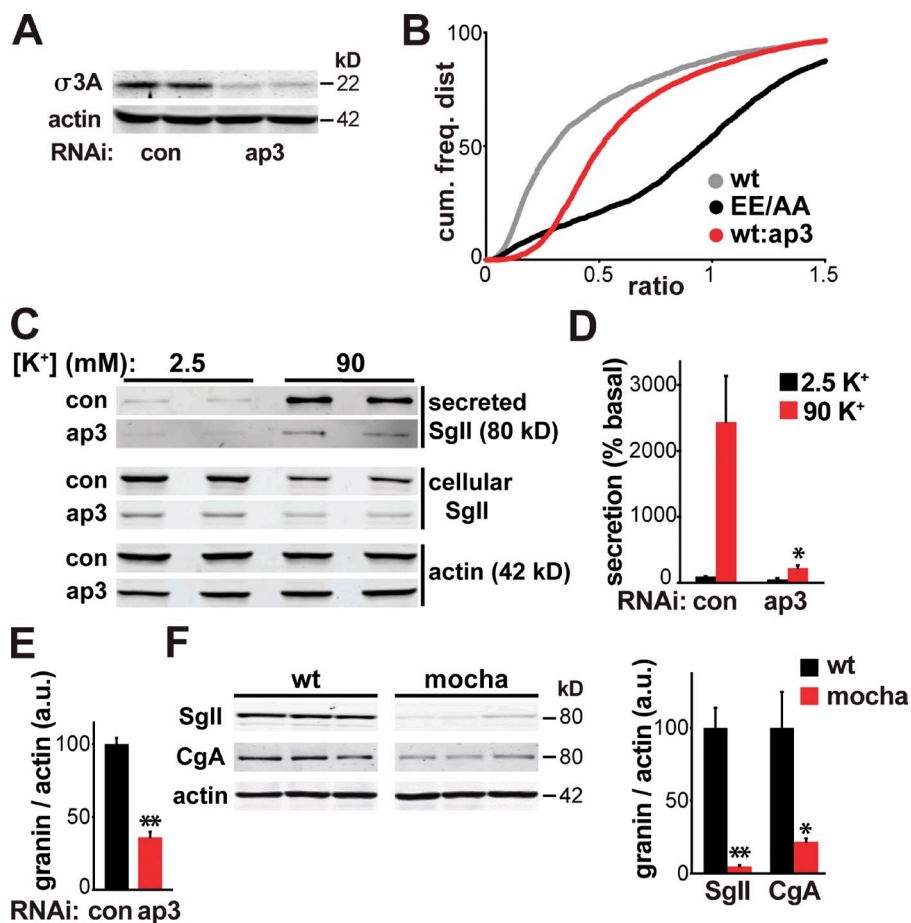 A
kD
σ3A
22
actin
42
RNAi: con ap3
B
cum. freq. dist
100
50
0
wt
EE/AA
wt:ap3
0 0.5 1 1.5
ratio
C
[K⁺] (mM): 2.5 90
con
ap3
secreted
SgII (80 kD)
con
ap3
cellular
SgII
con
ap3
actin (42 kD)
D
secretion (% basal)
3000
2000
1000
0
2.5 K⁺
90 K⁺
*
RNAi: con ap3
E
granin / actin (a.u.)
100
50
0
**
RNAi: con ap3
F
wt mocha
kD
SgII
80
CgA
80
actin
42
wt
mocha
granin / actin (a.u.)
100
50
0
** *
SgII CgA